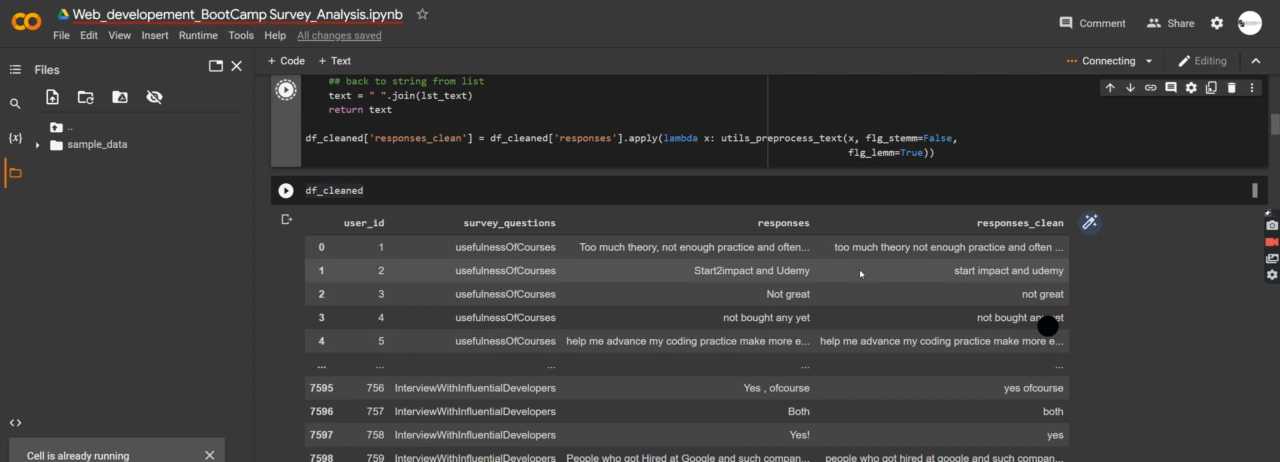 Web_developement_BootCamp Survey_Analysis.ipynb
File Edit View Insert Runtime Tools Help All changes saved
Comment Share
Files
+ Code + Text
Connecting Editing
..
sample_data
## back to string from list
text = " ".join(lst_text)
return text
df_cleaned['responses_clean'] = df_cleaned['responses'].apply(lambda x: utils_preprocess_text(x, flg_stemm=False,
flg_lemm=True))
df_cleaned
user_id survey_questions responses responses_clean
0 1 usefulnessOfCourses Too much theory, not enough practice and often... too much theory not enough practice and often ...
1 2 usefulnessOfCourses Start2impact and Udemy start impact and udemy
2 3 usefulnessOfCourses Not great not great
3 4 usefulnessOfCourses not bought any yet not bought any yet
4 5 usefulnessOfCourses help me advance my coding practice make more e... help me advance my coding practice make more e...
... ... ... ... ...
7595 756 InterviewWithInfluentialDevelopers Yes , ofcourse yes ofcourse
7596 757 InterviewWithInfluentialDevelopers Both both
7597 758 InterviewWithInfluentialDevelopers Yes! yes
7598 759 InterviewWithInfluentialDevelopers People who got Hired at Google and such compan... people who got hired at google and such compan...
Cell is already running